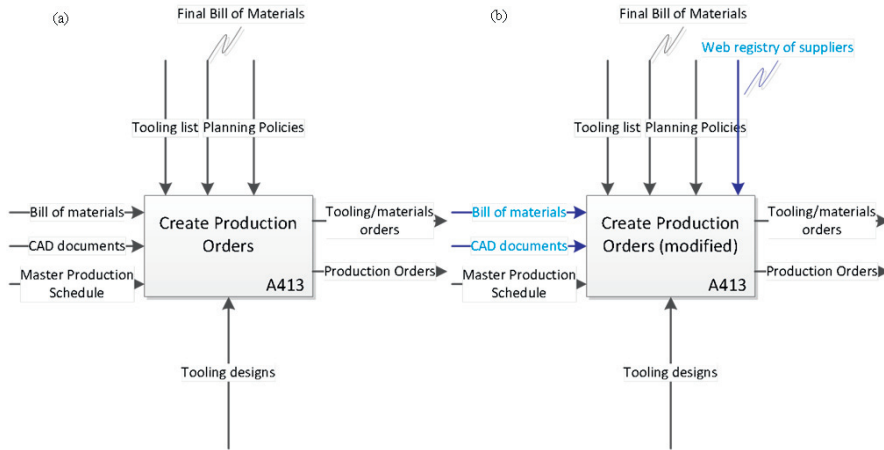 (a)
Final Bill of Materials
Tooling list Planning Policies
Bill of materials
CAD documents
Master Production
Schedule
Create Production
Orders
A413
Tooling/materials
orders
Production Orders
Tooling designs
(b)
Final Bill of Materials
Web registry of suppliers
Tooling list Planning Policies
Bill of materials
CAD documents
Master Production
Schedule
Create Production
Orders (modified)
A413
Tooling/materials
orders
Production Orders
Tooling designs